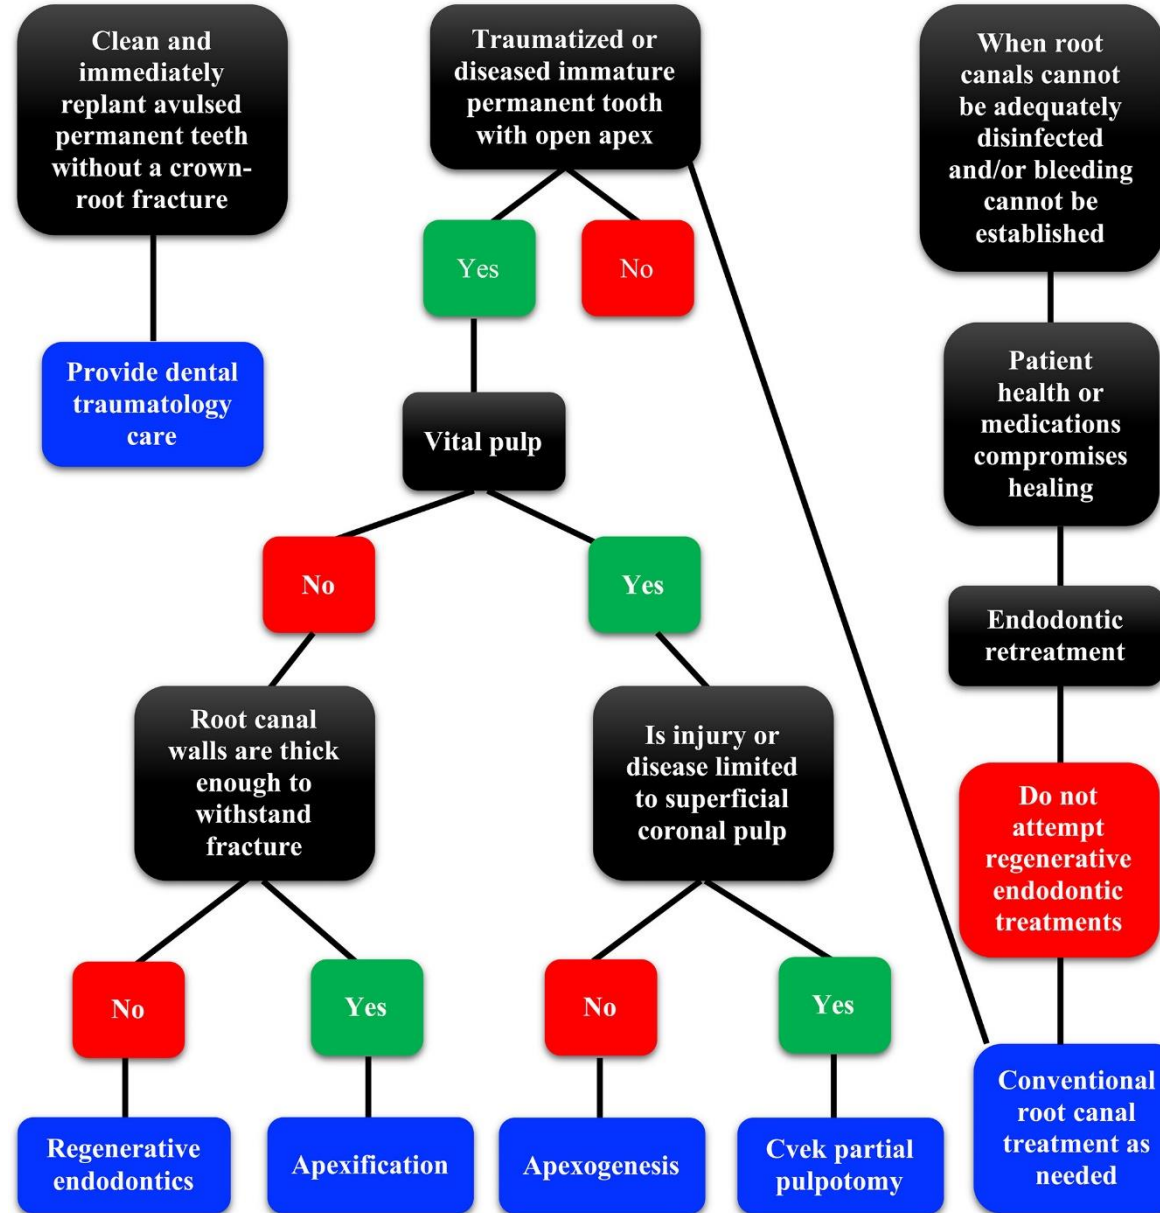 Clean and
immediately
replant avulsed
permanent teeth
without a crown-
root fracture
Provide dental
traumatology
care
Traumatized or
diseased immature
permanent tooth
with open apex
Yes
No
Vital pulp
No
Yes
Root canal
walls are thick
enough to
withstand
fracture
Is injury or
disease limited
to superficial
coronal pulp
No
Yes
No
Yes
Regenerative
endodontics
Apexification
Apexogenesis
Cvek partial
pulpotomy
When root
canals cannot
be adequately
disinfected
and/or bleeding
cannot be
established
Patient
health or
medications
compromises
healing
Endodontic
retreatment
Do not
attempt
regenerative
endodontic
treatments
Conventional
root canal
treatment as
needed